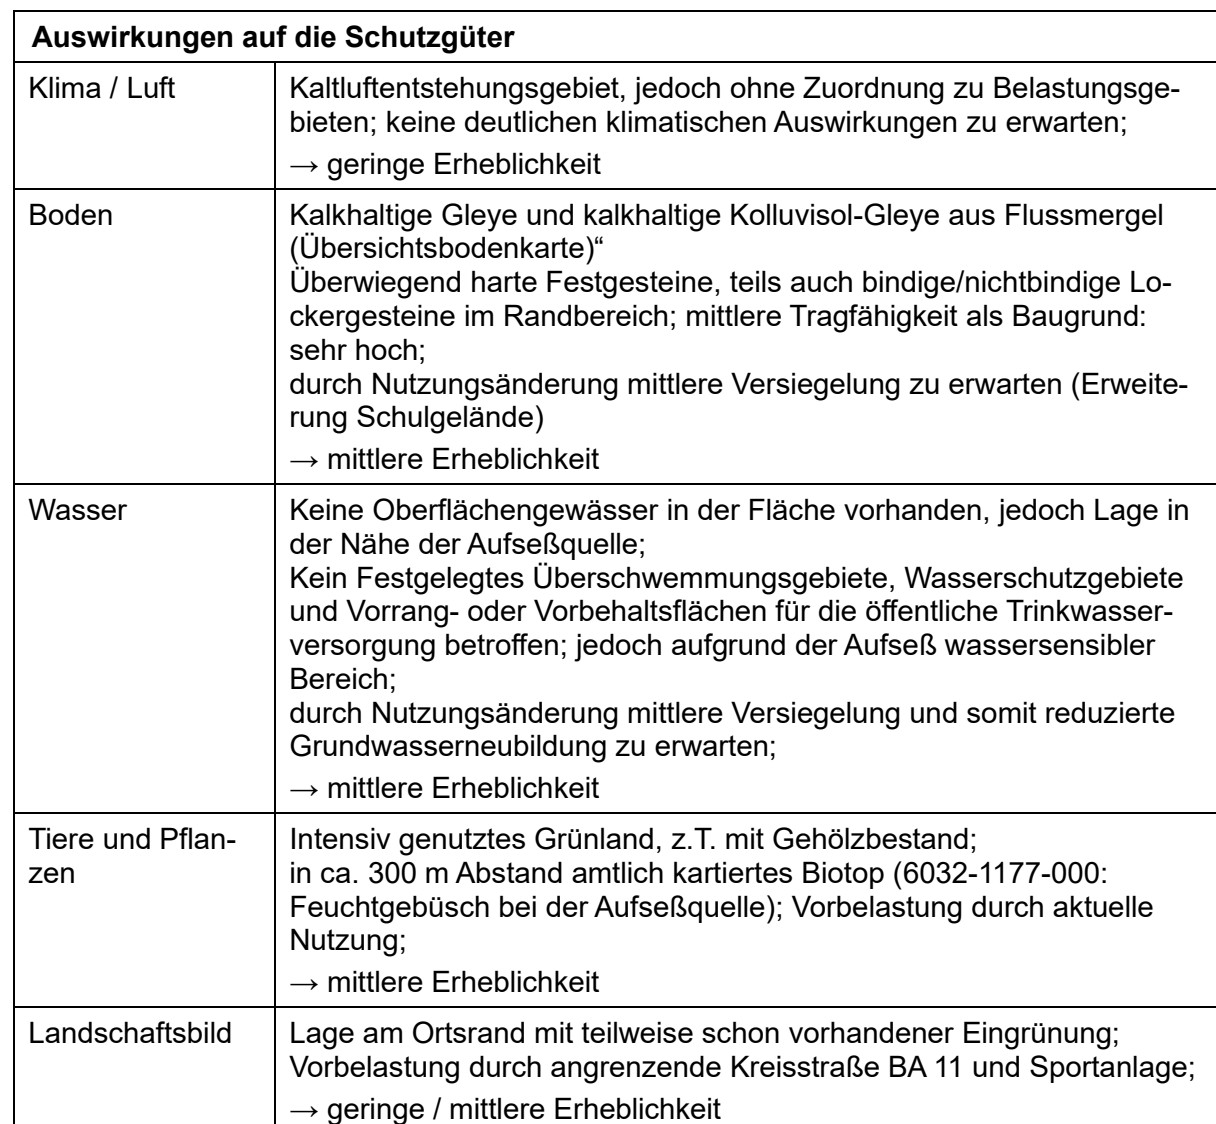 Auswirkungen auf die Schutzgüter
Klima / Luft
Kaltluftentstehungsgebiet, jedoch ohne Zuordnung zu Belastungsge-
bieten; keine deutlichen klimatischen Auswirkungen zu erwarten;
→ geringe Erheblichkeit
Boden
Kalkhaltige Gleye und kalkhaltige Kolluvisol-Gleye aus Flussmergel
(Übersichtsbodenkarte)“
Überwiegend harte Festgesteine, teils auch bindige/nichtbindige Lo-
ckergesteine im Randbereich; mittlere Tragfähigkeit als Baugrund:
sehr hoch;
durch Nutzungsänderung mittlere Versiegelung zu erwarten (Erweite-
rung Schulgelände)
→ mittlere Erheblichkeit
Wasser
Keine Oberflächengewässer in der Fläche vorhanden, jedoch Lage in
der Nähe der Aufseßquelle;
Kein Festgelegtes Überschwemmungsgebiete, Wasserschutzgebiete
und Vorrang- oder Vorbehaltsflächen für die öffentliche Trinkwasser-
versorgung betroffen; jedoch aufgrund der Aufseß wassersensibler
Bereich;
durch Nutzungsänderung mittlere Versiegelung und somit reduzierte
Grundwasserneubildung zu erwarten;
→ mittlere Erheblichkeit
Tiere und Pflan-
zen
Intensiv genutztes Grünland, z.T. mit Gehölzbestand;
in ca. 300 m Abstand amtlich kartiertes Biotop (6032-1177-000:
Feuchtgebüsch bei der Aufseßquelle); Vorbelastung durch aktuelle
Nutzung;
→ mittlere Erheblichkeit
Landschaftsbild
Lage am Ortsrand mit teilweise schon vorhandener Eingrünung;
Vorbelastung durch angrenzende Kreisstraße BA 11 und Sportanlage;
→ geringe / mittlere Erheblichkeit